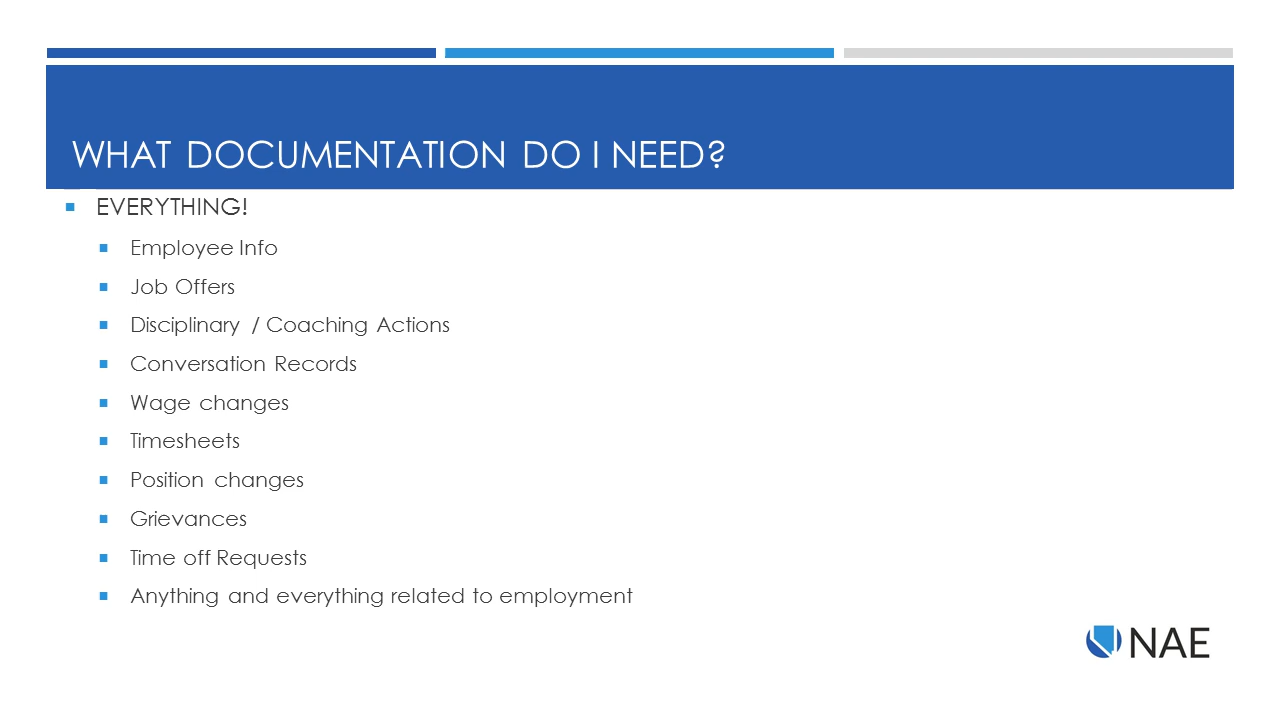 WHAT DOCUMENTATION DO I NEED?
EVERYTHING!
Employee Info
Job Offers
Disciplinary / Coaching Actions
Conversation Records
Wage changes
Timesheets
Position changes
Grievances
Time off Requests
Anything and everything related to employment
NAE